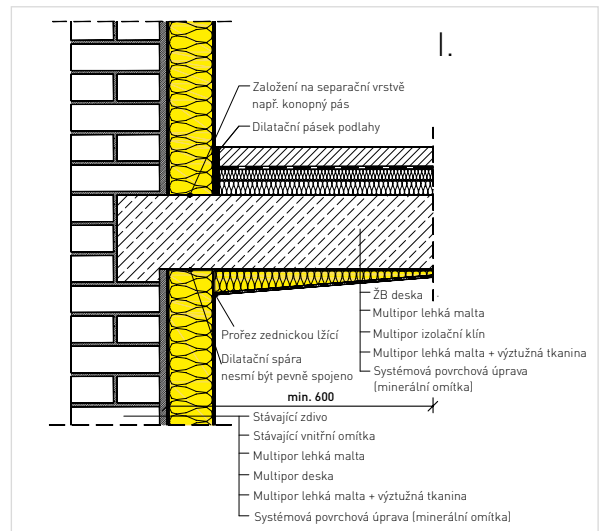 I.
Založení na separační vrstvě
např. konopný pás
Dilatační pásek podlahy
ŽB deska
Multipor lehká malta
Multipor izolační klín
Multipor lehká malta + výztužná tkanina
Systémová povrchová úprava
(minerální omítka)
Prořez zednickou lžící
Dilatační spára
nesmí být pevně spojeno
min. 600
Stávající zdivo
Stávající vnitřní omítka
Multipor lehká malta
Multipor deska
Multipor lehká malta + výztužná tkanina
Systémová povrchová úprava (minerální omítka)